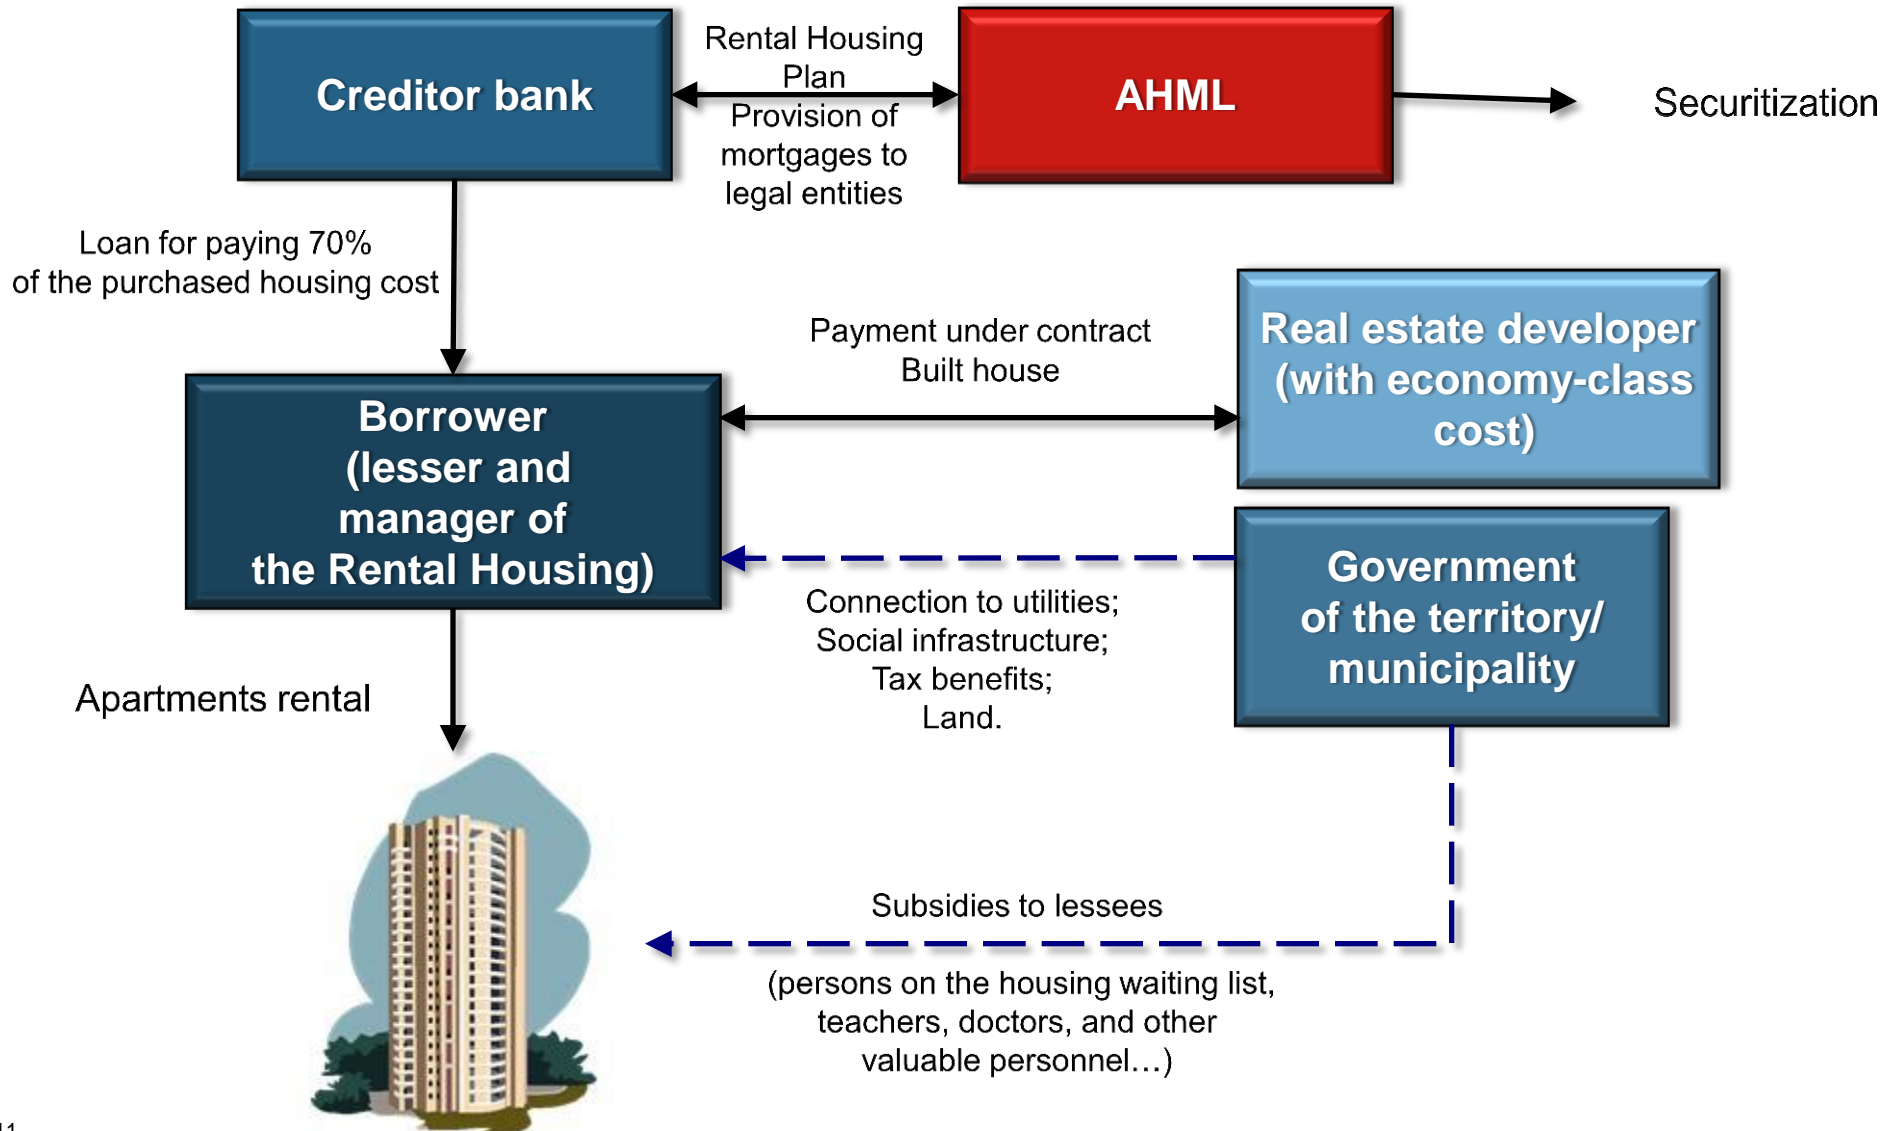 Creditor bank
Rental Housing
Plan
Provision of
mortgages to
legal entities
AHML
Securitization
Loan for paying 70%
of the purchased housing cost
Payment under contract
Built house
Real estate developer
(with economy-class
cost)
Borrower
(lesser and
manager of
the Rental Housing)
Connection to utilities;
Social infrastructure;
Tax benefits;
Land.
Government
of the territory/
municipality
Apartments rental
Subsidies to lessees
(persons on the housing waiting list,
teachers, doctors, and other
valuable personnel...)